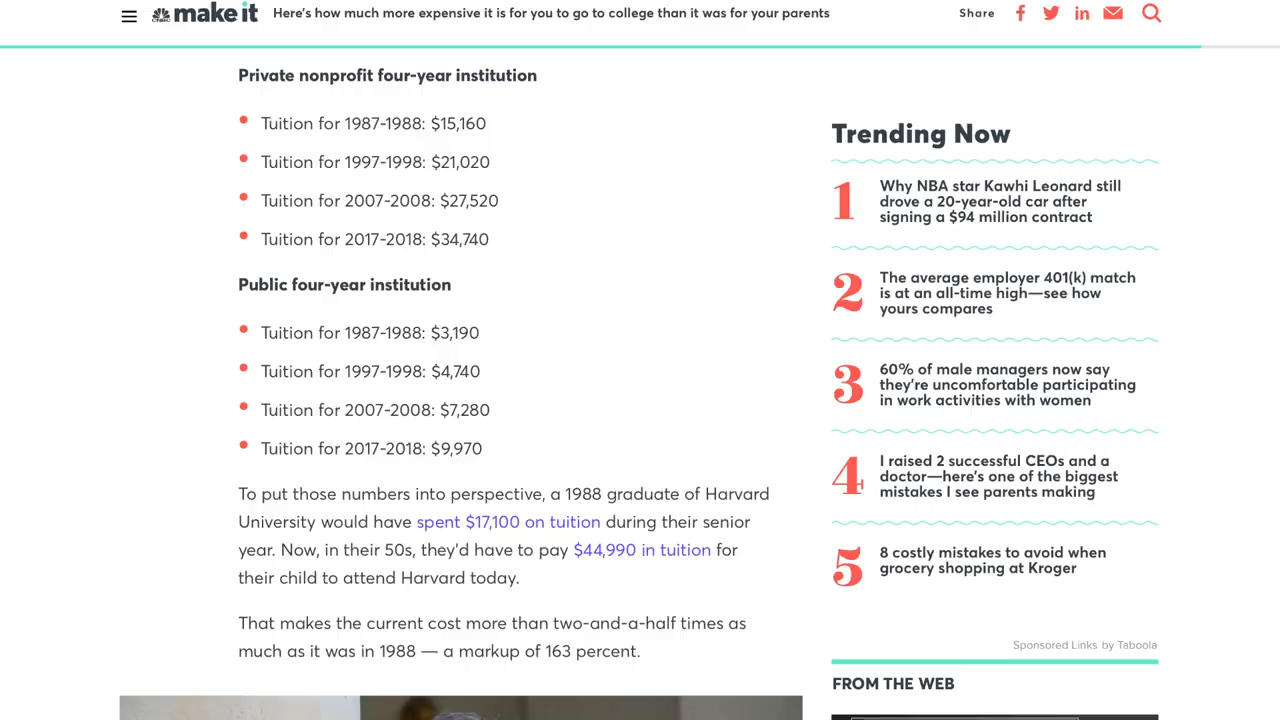 make it
Here's how much more expensive it is for you to go to college than it was for your parents
Share
Private nonprofit four-year institution
Tuition for 1987-1988: $15,160
Tuition for 1997-1998: $21,020
Tuition for 2007-2008: $27,520
Tuition for 2017-2018: $34,740
Public four-year institution
Tuition for 1987-1988: $3,190
Tuition for 1997-1998: $4,740
Tuition for 2007-2008: $7,280
Tuition for 2017-2018: $9,970
To put those numbers into perspective, a 1988 graduate of Harvard
University would have spent $17,100 on tuition during their senior
year. Now, in their 50s, they'd have to pay $44,990 in tuition for
their child to attend Harvard today.
That makes the current cost more than two-and-a-half times as
much as it was in 1988 — a markup of 163 percent.
Trending Now
1
Why NBA star Kawhi Leonard still
drove a 20-year-old car after
signing a $94 million contract
2
The average employer 401(k) match
is at an all-time high—see how
yours compares
3
60% of male managers now say
they're uncomfortable participating
in work activities with women
4
I raised 2 successful CEOs and a
doctor—here's one of the biggest
mistakes I see parents making
5
8 costly mistakes to avoid when
grocery shopping at Kroger
Sponsored Links by Taboola
FROM THE WEB